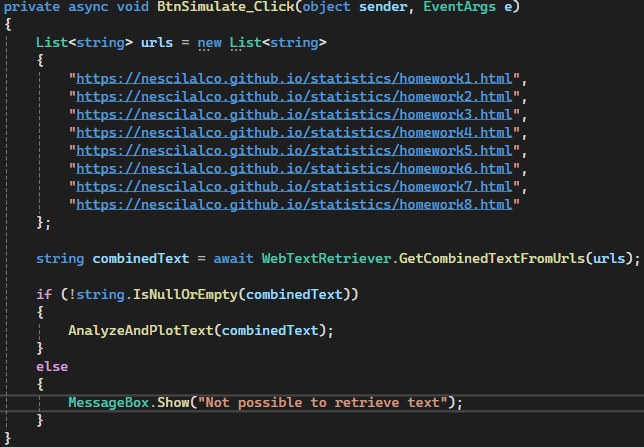 private async void BtnSimulate_Click(object sender, EventArgs e)
{
    List<string> urls = new List<string>
    {
        "https://nescilalco.github.io/statistics/homework1.html",
        "https://nescilalco.github.io/statistics/homework2.html",
        "https://nescilalco.github.io/statistics/homework3.html",
        "https://nescilalco.github.io/statistics/homework4.html",
        "https://nescilalco.github.io/statistics/homework5.html",
        "https://nescilalco.github.io/statistics/homework6.html",
        "https://nescilalco.github.io/statistics/homework7.html",
        "https://nescilalco.github.io/statistics/homework8.html"
    };
    string combinedText = await WebTextRetriever.GetCombinedTextFromUrls(urls);
    if (!string.IsNullOrEmpty(combinedText))
    {
        AnalyzeAndPlotText(combinedText);
    }
    else
    {
        MessageBox.Show("Not possible to retrieve text");
    }
}